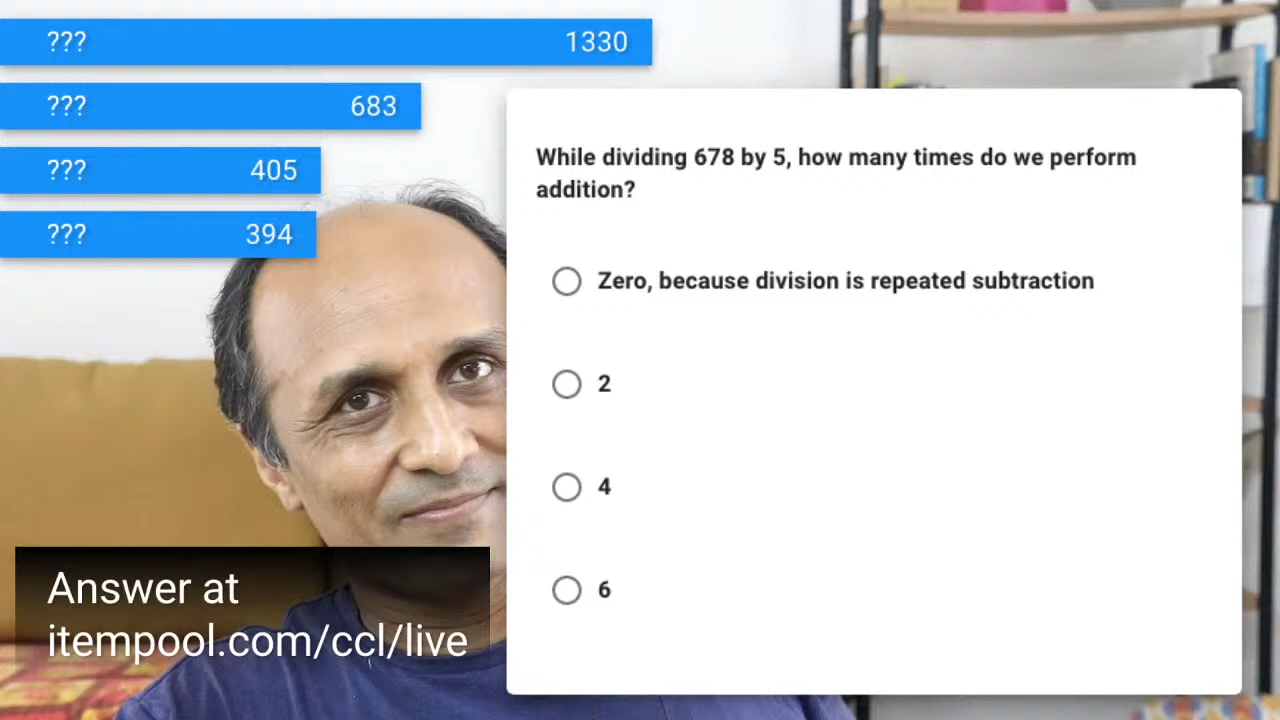 ??? 1330
??? 683
??? 405
??? 394
While dividing 678 by 5, how many times do we perform
addition?
Zero, because division is repeated subtraction
2
4
6
Answer at
itempool.com/ccl/live